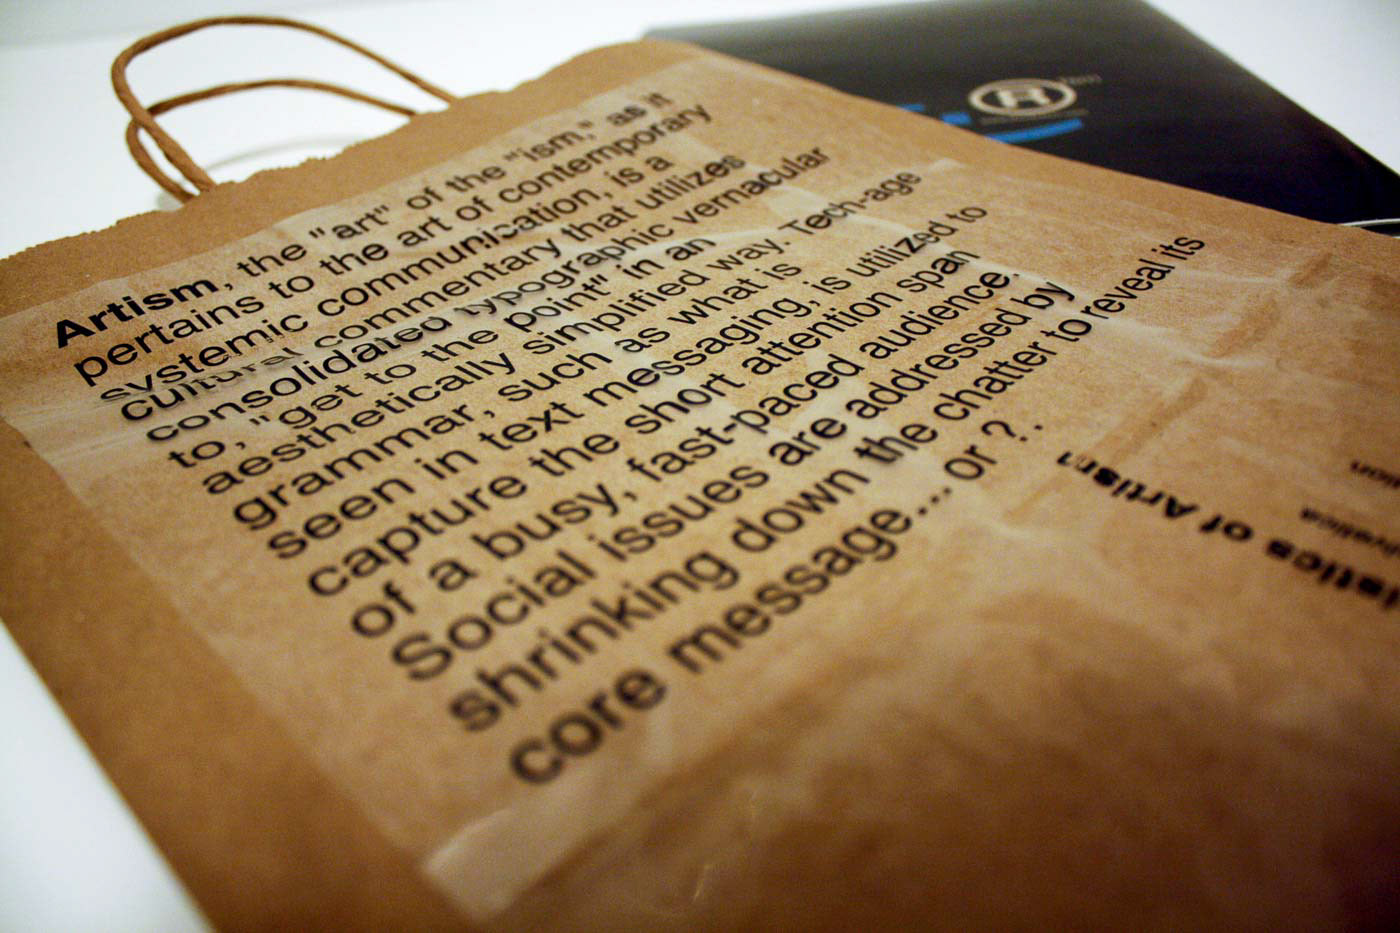 Artism, the "art" of the "ism," as it
pertains to the art of contemporary
systemic communication, is a
cultural commentary that utilizes
consolidated typographic vernacular
to, "get to the point" in an
aesthetically simplified way. Tech-age
grammar, such as what is
seen in text messaging, is utilized to
capture the short attention span
of a busy, fast-paced audience.
Social issues are addressed by
shrinking down the chatter to reveal its
core message... or ?.
istics of Artism
R